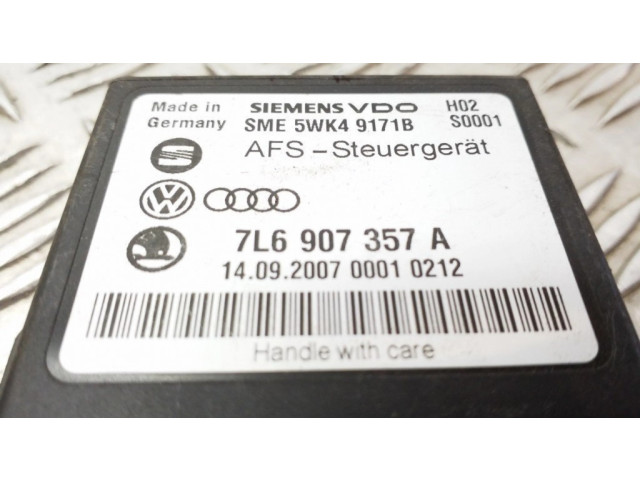 Made in Germany
SIEMENS VDO H02
SME 5WK4 9171B S0001
AFS-Steuergerät
7L6 907 357 A
14.09.2007 0001 0212
Handle with care